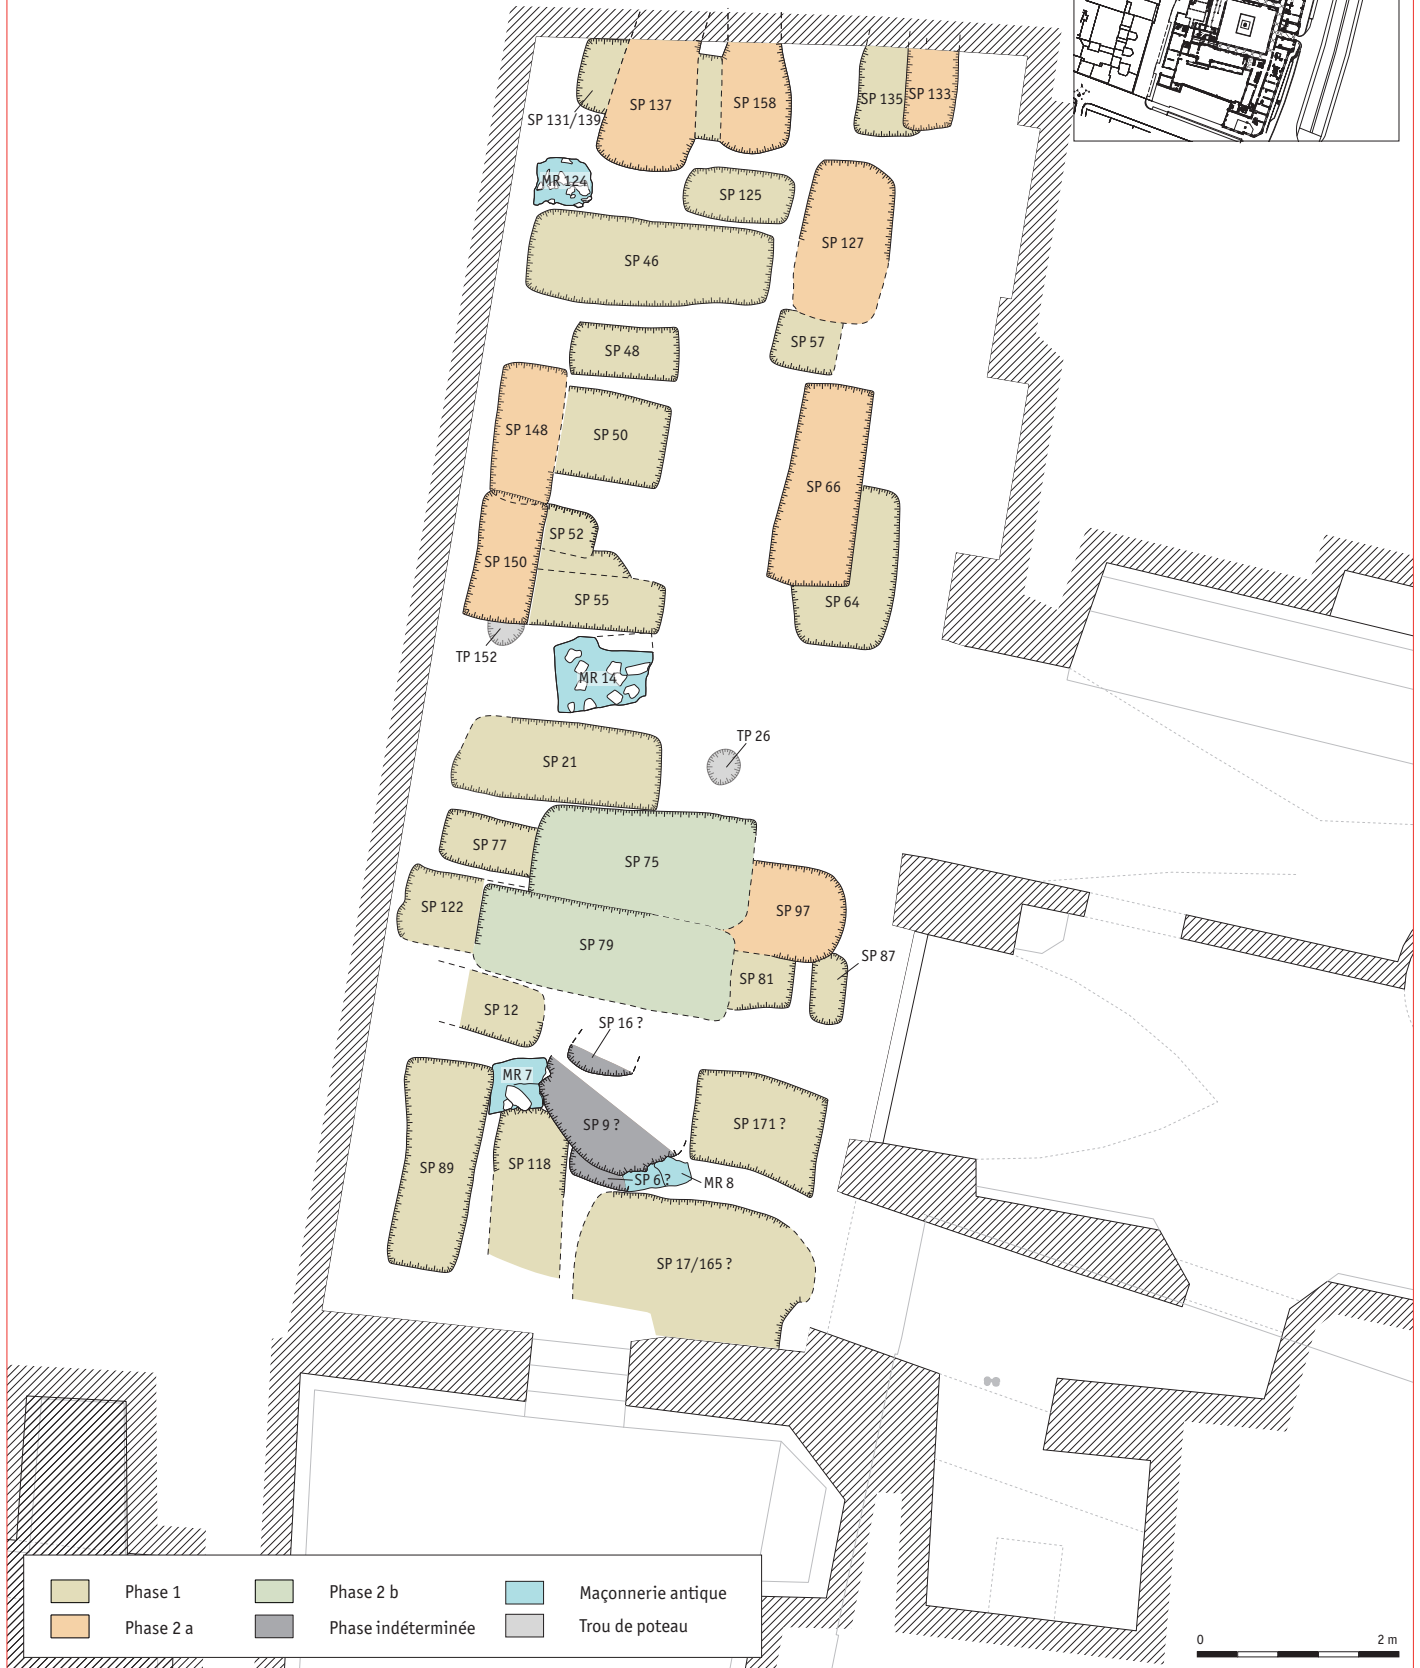 SP 137
SP 158
SP 135
SP 133
SP 131/139
MR 124
SP 125
SP 127
SP 46
SP 57
SP 48
SP 148
SP 50
SP 66
SP 52
SP 150
SP 55
SP 64
TP 152
MR 14
TP 26
SP 21
SP 77
SP 75
SP 122
SP 97
SP 79
SP 87
SP 81
SP 12
SP 16 ?
MR 7
SP 9 ?
SP 171 ?
SP 89
SP 118
SP 6 ?
MR 8
SP 17/165 ?
Phase 1
Phase 2 b
Maçonnerie antique
Phase 2 a
Phase indéterminée
Trou de poteau
0 2 m